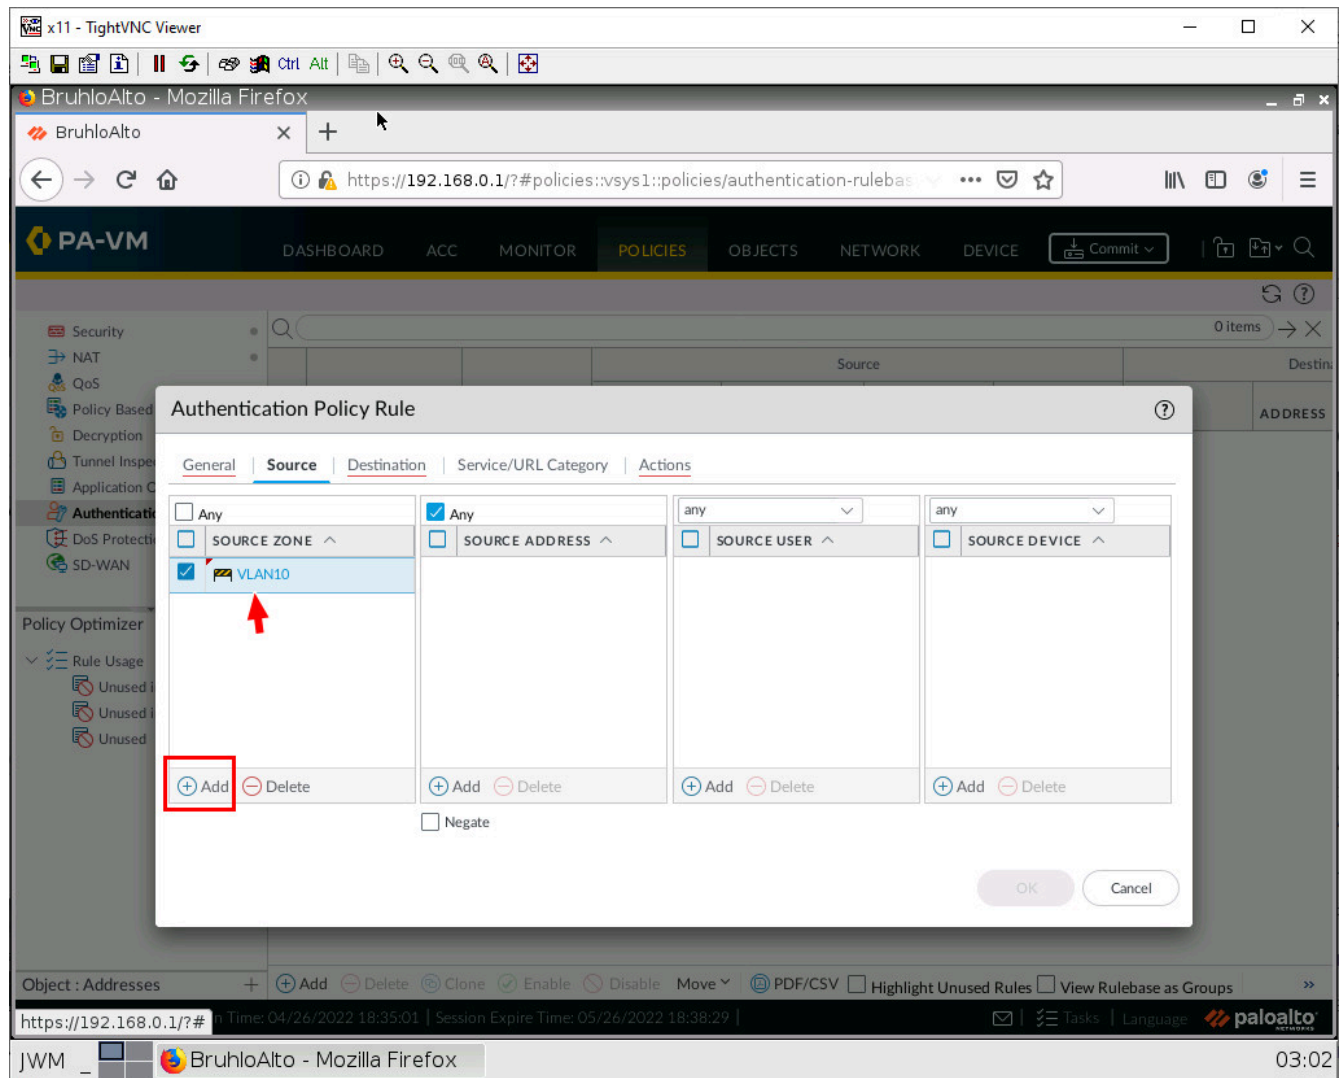 x11 - TightVNC Viewer
Ctrl Alt
BruhloAlto - Mozilla Firefox
BruhloAlto
https://192.168.0.1/?#policies::vsys1::policies/authentication-rulebas
PA-VM
DASHBOARD ACC MONITOR POLICIES OBJECTS NETWORK DEVICE Commit
Security
0 items
NAT
Source
Destin
QoS
Policy Based
ADDRESS
Decryption
Tunnel Inspe
Application C
Authenticati
DoS Protecti
SD-WAN
Authentication Policy Rule
General Source Destination Service/URL Category Actions
Any Any any any
SOURCE ZONE SOURCE ADDRESS SOURCE USER SOURCE DEVICE
VLAN10
Policy Optimizer
Rule Usage
Unused i
Unused i
Unused
Add Delete Add Delete Add Delete Add Delete
Negate
OK Cancel
Object : Addresses +
Add Delete Clone Enable Disable Move PDF/CSV Highlight Unused Rules View Rulebase as Groups »
https://192.168.0.1/?#
n Time: 04/26/2022 18:35:01 | Session Expire Time: 05/26/2022 18:38:29 |
Tasks | Language paloalto
NETWORKS
JWM _ BruhloAlto - Mozilla Firefox 03:02